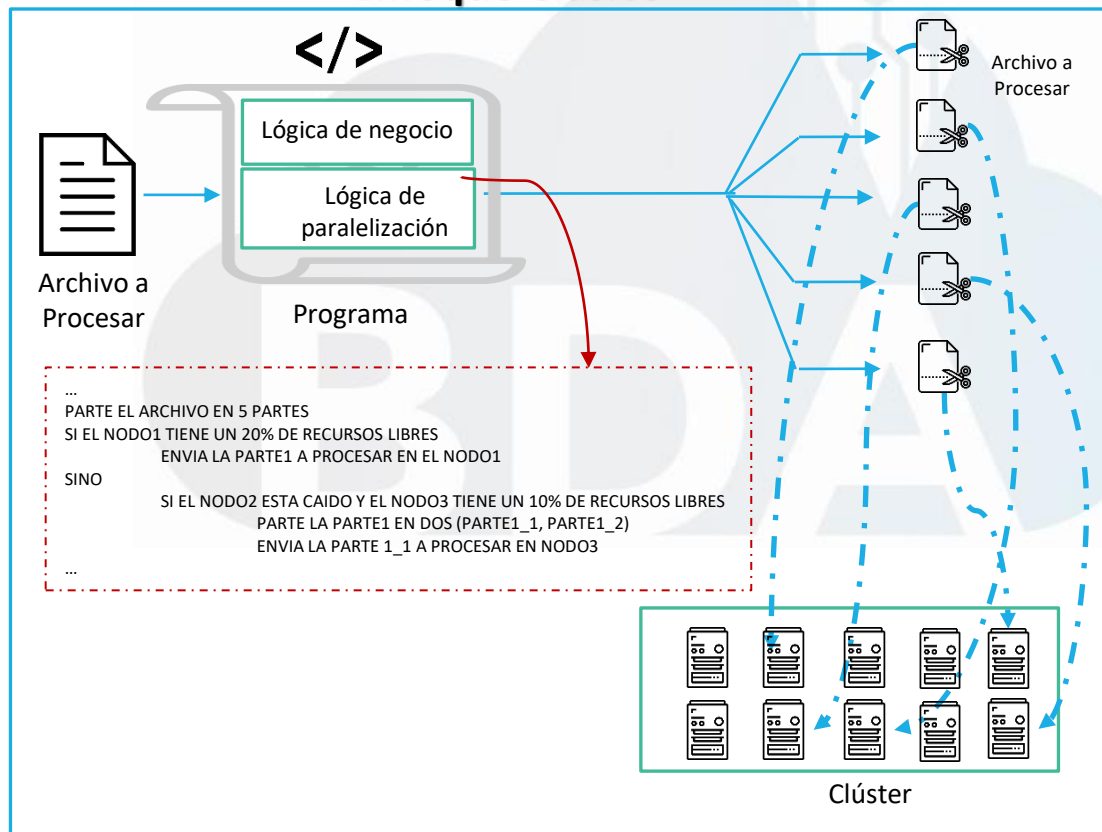 </>
Archivo a
Procesar
Lógica de negocio
Lógica de
paralelización
Archivo a
Procesar
Programa
...
PARTE EL ARCHIVO EN 5 PARTES
SI EL NODO1 TIENE UN 20% DE RECURSOS LIBRES
ENVIA LA PARTE1 A PROCESAR EN EL NODO1
SINO
SI EL NODO2 ESTA CAIDO Y EL NODO3 TIENE UN 10% DE RECURSOS LIBRES
PARTE LA PARTE1 EN DOS (PARTE1_1, PARTE1_2)
ENVIA LA PARTE 1_1 A PROCESAR EN NODO3
...
Clúster
BDA